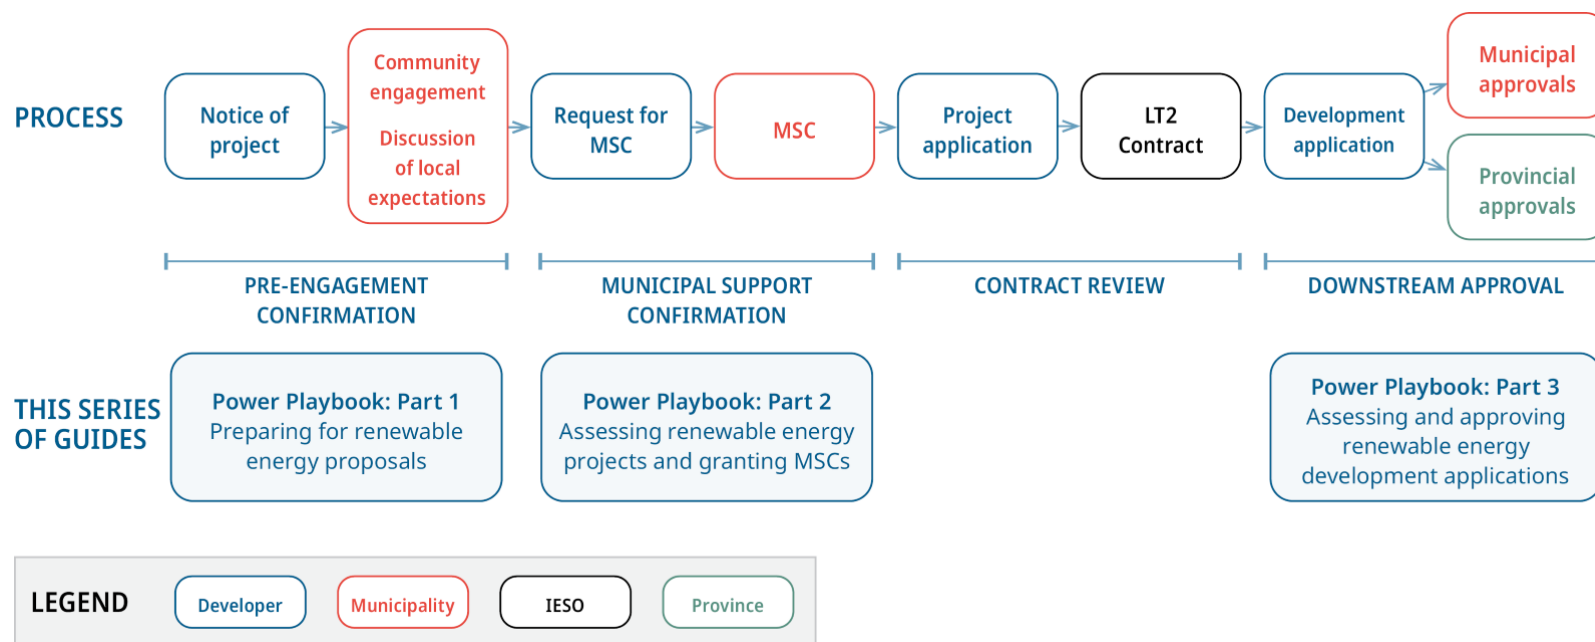 PROCESS
Notice of
project
Community
engagement
Discussion
of local
expectations
Request for
MSC
MSC
Project
application
LT2
Contract
Development
application
Municipal
approvals
Provincial
approvals
PRE-ENGAGEMENT
CONFIRMATION
MUNICIPAL SUPPORT
CONFIRMATION
CONTRACT REVIEW
DOWNSTREAM APPROVAL
THIS SERIES
OF GUIDES
Power Playbook: Part 1
Preparing for renewable
energy proposals
Power Playbook: Part 2
Assessing renewable energy
projects and granting MSCs
Power Playbook: Part 3
Assessing and approving
renewable energy
development applications
LEGEND
Developer
Municipality
IESO
Province